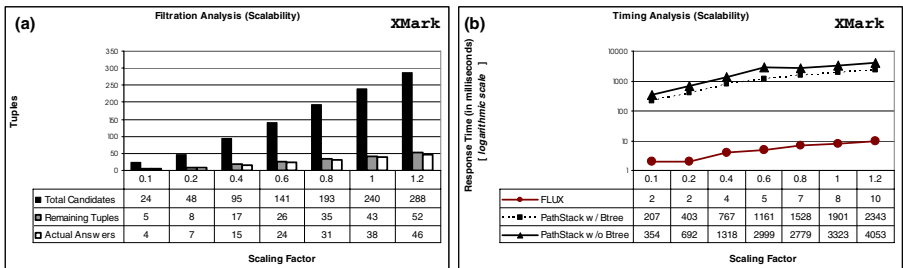 (a)
Filtration Analysis (Scalability)
XMark
Tuples
350
300
250
200
150
100
50
0
0.1 0.2 0.4 0.6 0.8 1 1.2
Total Candidates 24 48 95 141 193 240 288
Remaining Tuples 5 8 17 26 35 43 52
Actual Answers 4 7 15 24 31 38 46
Scaling Factor
(b)
Timing Analysis (Scalability)
XMark
Response Time (in milliseconds)
[ logarithmic scale ]
10000
1000
100
10
1
0.1 0.2 0.4 0.6 0.8 1 1.2
FLUX 2 2 4 5 7 8 10
PathStack w / Btree 207 403 767 1161 1528 1901 2343
PathStack w /o Btree 354 692 1318 2999 2779 3323 4053
Scaling Factor